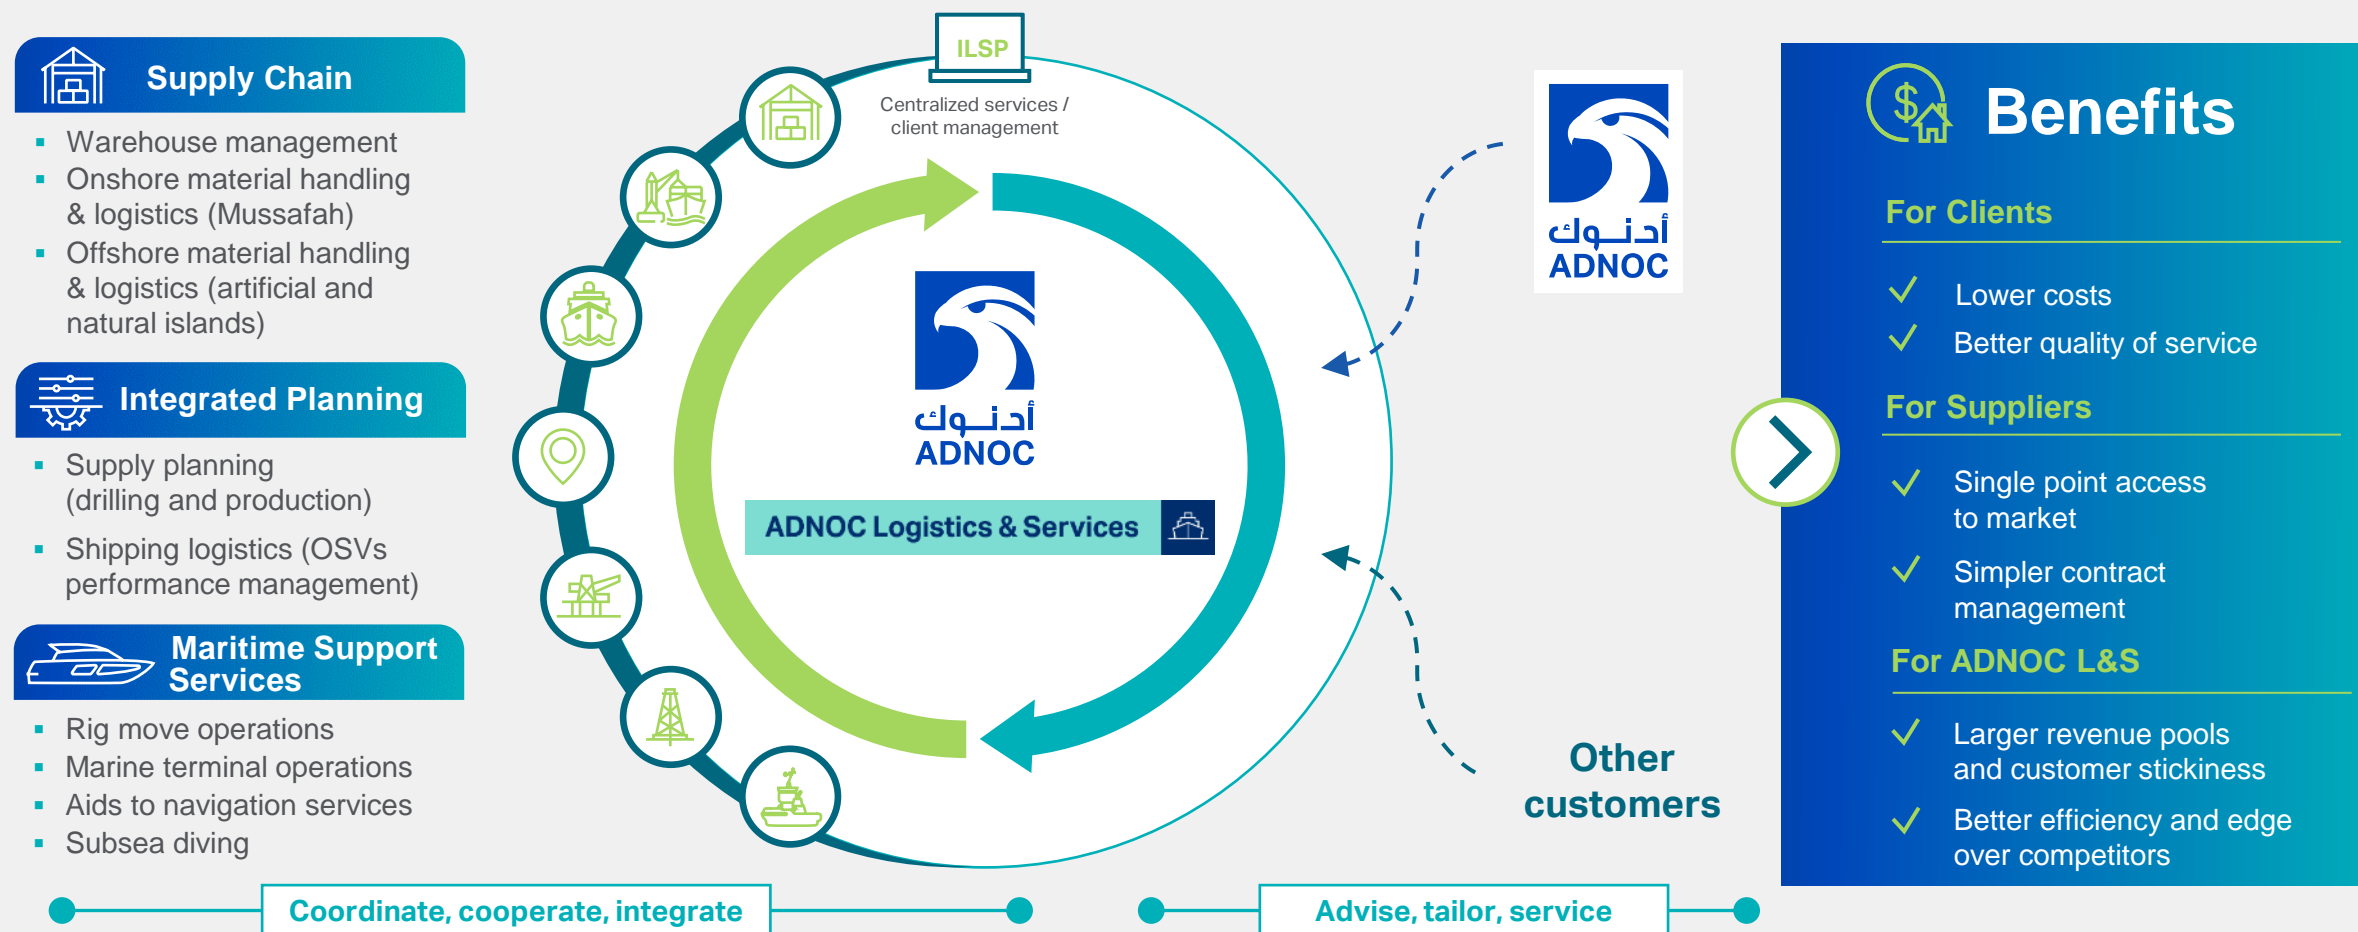 Supply Chain
Warehouse management
Onshore material handling
& logistics (Mussafah)
Offshore material handling
& logistics (artificial and
natural islands)
Integrated Planning
Supply planning
(drilling and production)
Shipping logistics (OSVs
performance management)
Maritime Support
Services
Rig move operations
Marine terminal operations
Aids to navigation services
Subsea diving
ILSP
Centralized services /
client management
أدنوك
ADNOC
ADNOC Logistics & Services
أدنوك
ADNOC
Other
customers
Coordinate, cooperate, integrate
Advise, tailor, service
$
Benefits
For Clients
Lower costs
Better quality of service
For Suppliers
Single point access
to market
Simpler contract
management
For ADNOC L&S
Larger revenue pools
and customer stickiness
Better efficiency and edge
over competitors